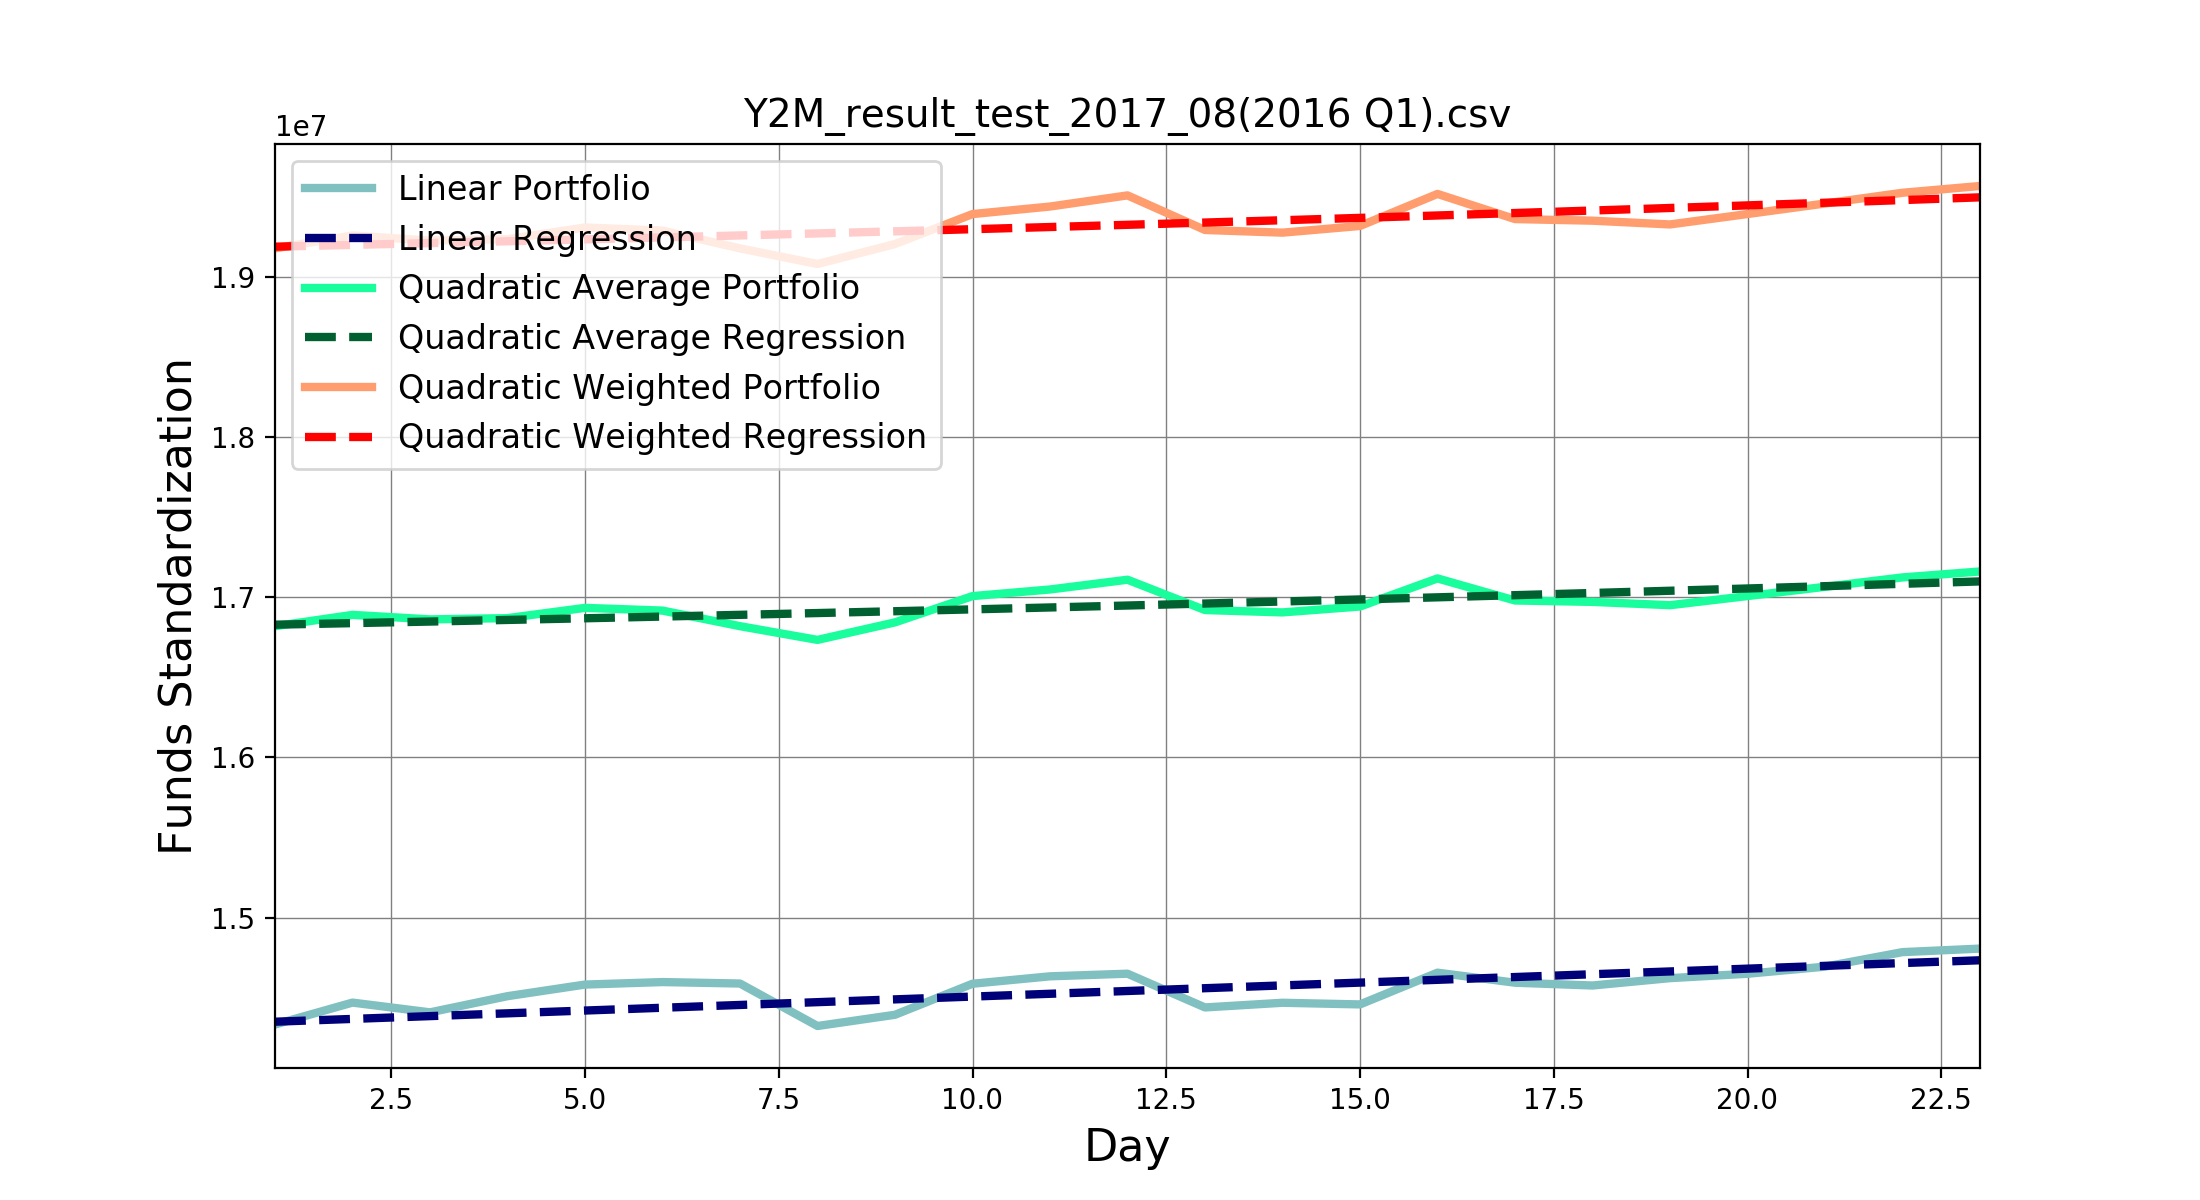 Y2M_result_test_2017_08(2016 Q1).csv
1e7
Linear Portfolio
Linear Regression
Quadratic Average Portfolio
Quadratic Average Regression
Quadratic Weighted Portfolio
Quadratic Weighted Regression
1.9
1.8
1.7
1.6
1.5
Funds Standardization
2.5 5.0 7.5 10.0 12.5 15.0 17.5 20.0 22.5
Day